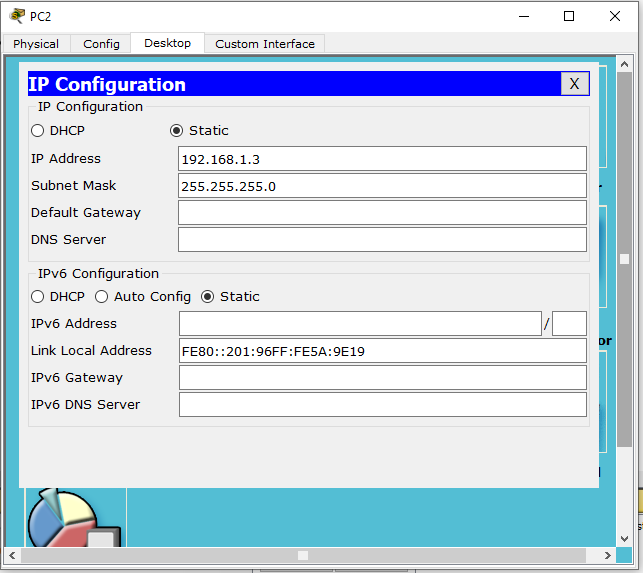 PC2
Physical Config Desktop Custom Interface
IP Configuration X
IP Configuration
DHCP Static
IP Address 192.168.1.3
Subnet Mask 255.255.255.0
Default Gateway
DNS Server
IPv6 Configuration
DHCP Auto Config Static
IPv6 Address /
Link Local Address FE80::201:96FF:FE5A:9E19
IPv6 Gateway
IPv6 DNS Server
or